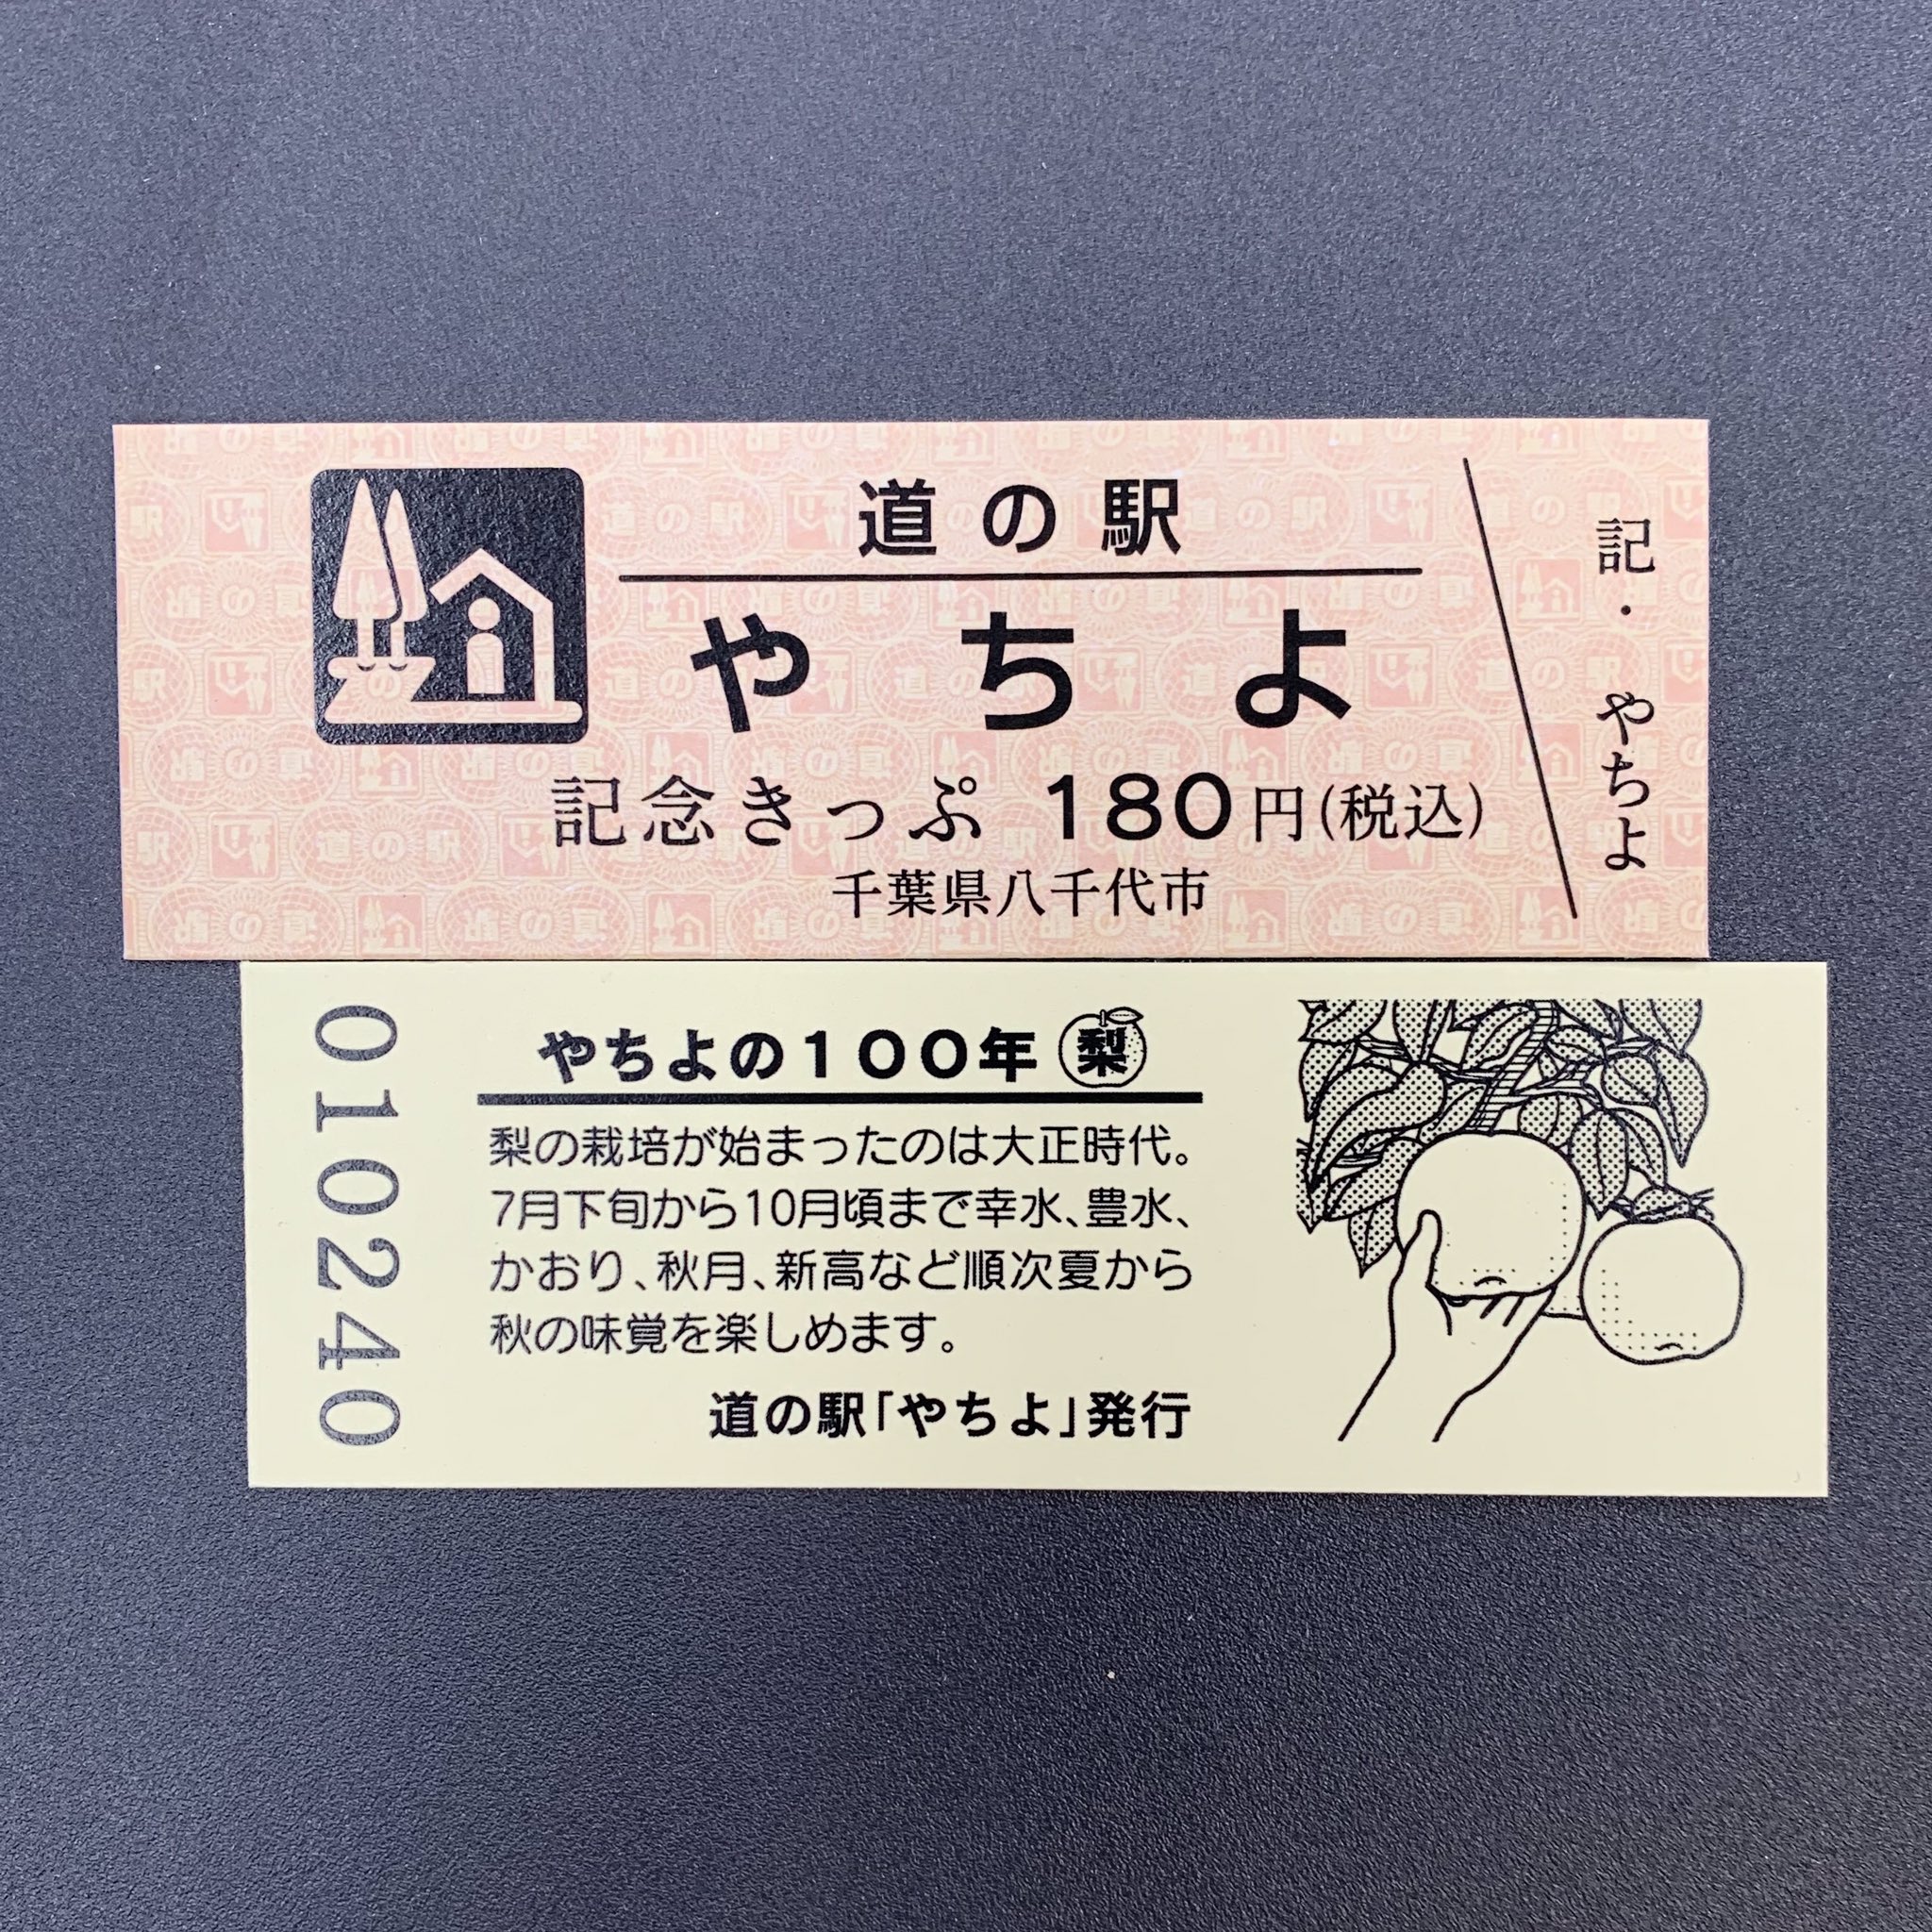 道の駅
やちよ
記念きっぷ 180円(税込)
千葉県八千代市
記・やちよ
010240
やちよの100年 梨
梨の栽培が始まったのは大正時代。
7月下旬から10月頃まで幸水、豊水、
かおり、秋月、新高など順次夏から
秋の味覚を楽しめます。
道の駅「やちよ」発行